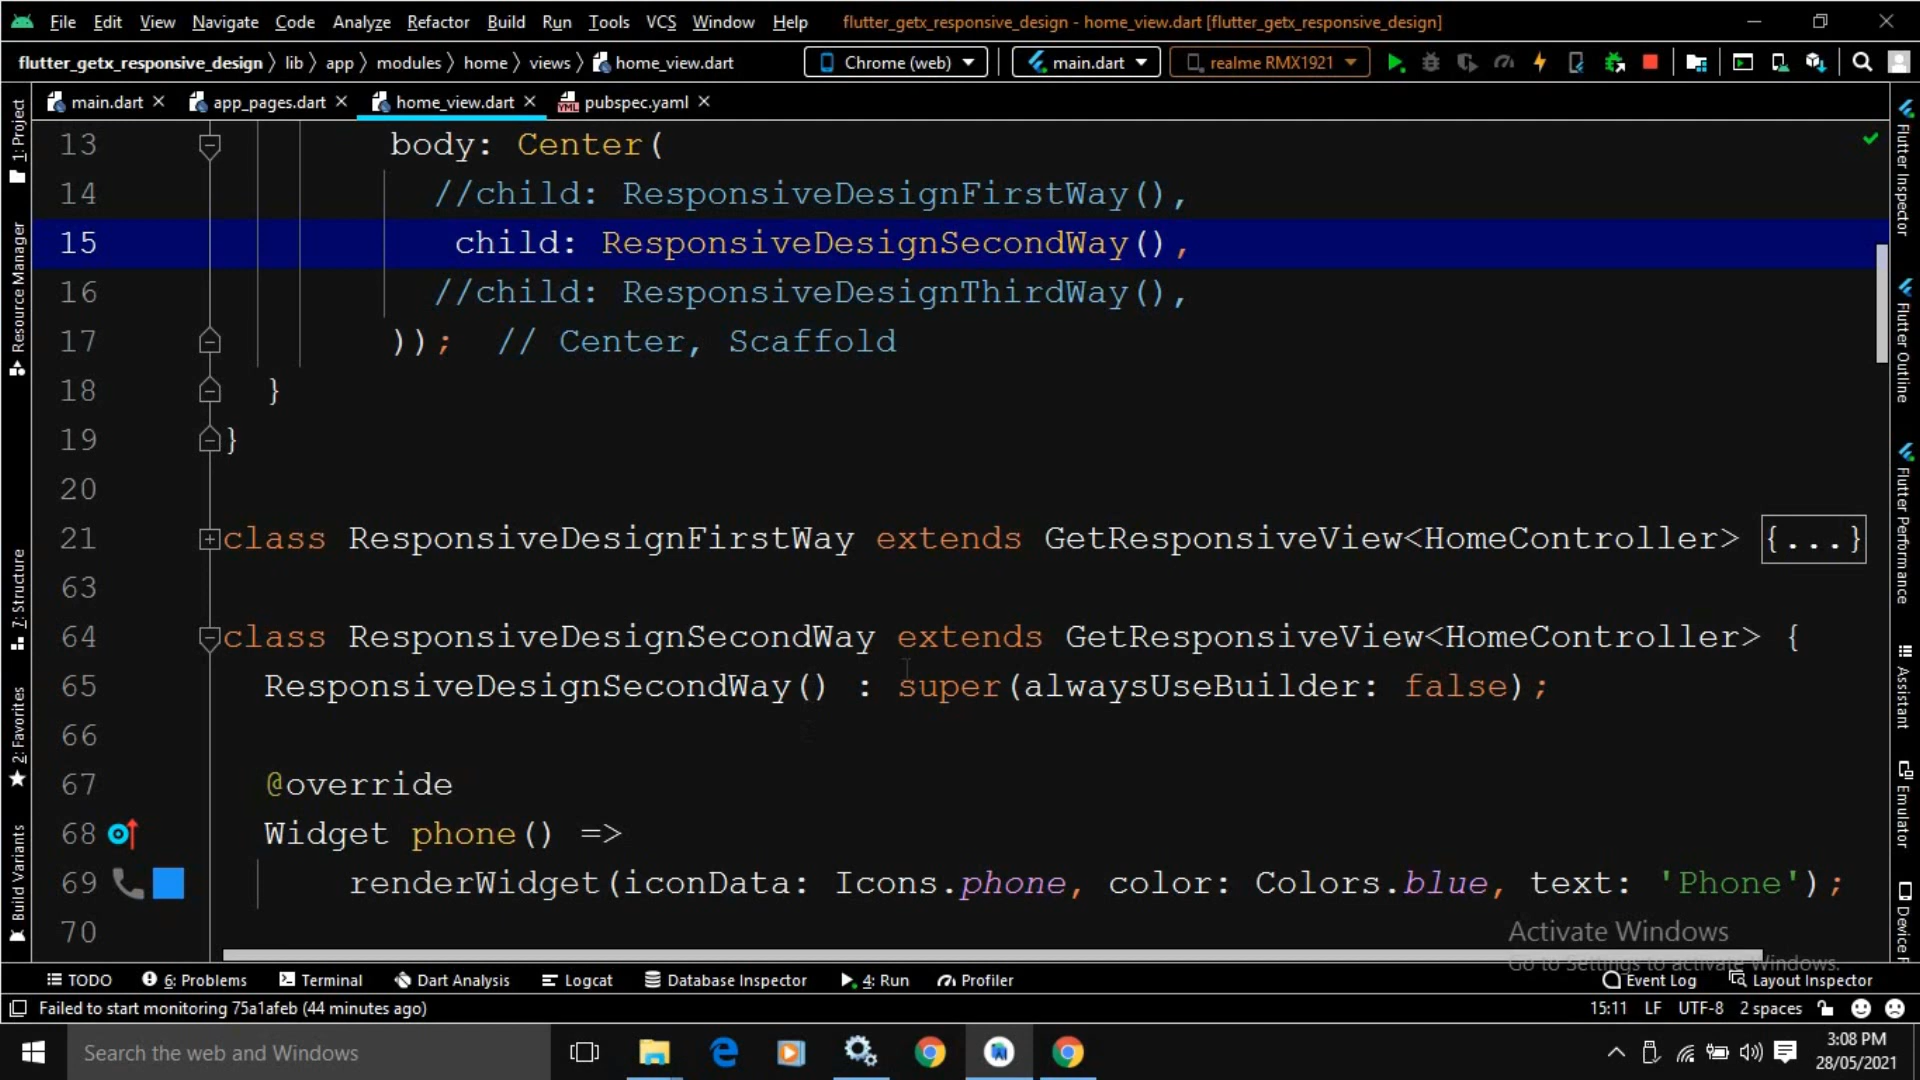 File Edit View Navigate Code Analyze Refactor Build Run Tools VCS Window Help flutter_getx_responsive_design - home_view.dart [flutter_getx_responsive_design]
flutter_getx_responsive_design lib app modules home views home_view.dart Chrome (web) main.dart realme RMX1921
main.dart app_pages.dart home_view.dart pubspec.yaml
13 body: Center(
14 //child: ResponsiveDesignFirstWay(),
15 child: ResponsiveDesignSecondWay(),
16 //child: ResponsiveDesignThirdWay(),
17 )); // Center, Scaffold
18 }
19 }
20
21 class ResponsiveDesignFirstWay extends GetResponsiveView<HomeController> {...}
63
64 class ResponsiveDesignSecondWay extends GetResponsiveView<HomeController> {
65 ResponsiveDesignSecondWay() : super(alwaysUseBuilder: false);
66
67 @override
68 Widget phone() =>
69 renderWidget(iconData: Icons.phone, color: Colors.blue, text: 'Phone');
70
1: Project
Resource Manager
7: Structure
2: Favorites
Build Variants
Flutter Inspector
Flutter Outline
Flutter Performance
Assistant
Emulator
Device F
Activate Windows
Go to Settings to activate Windows.
TODO 6: Problems Terminal Dart Analysis Logcat Database Inspector 4: Run Profiler Event Log Layout Inspector
Failed to start monitoring 75a1afeb (44 minutes ago) 15:11 LF UTF-8 2 spaces
Search the web and Windows
3:08 PM
28/05/2021